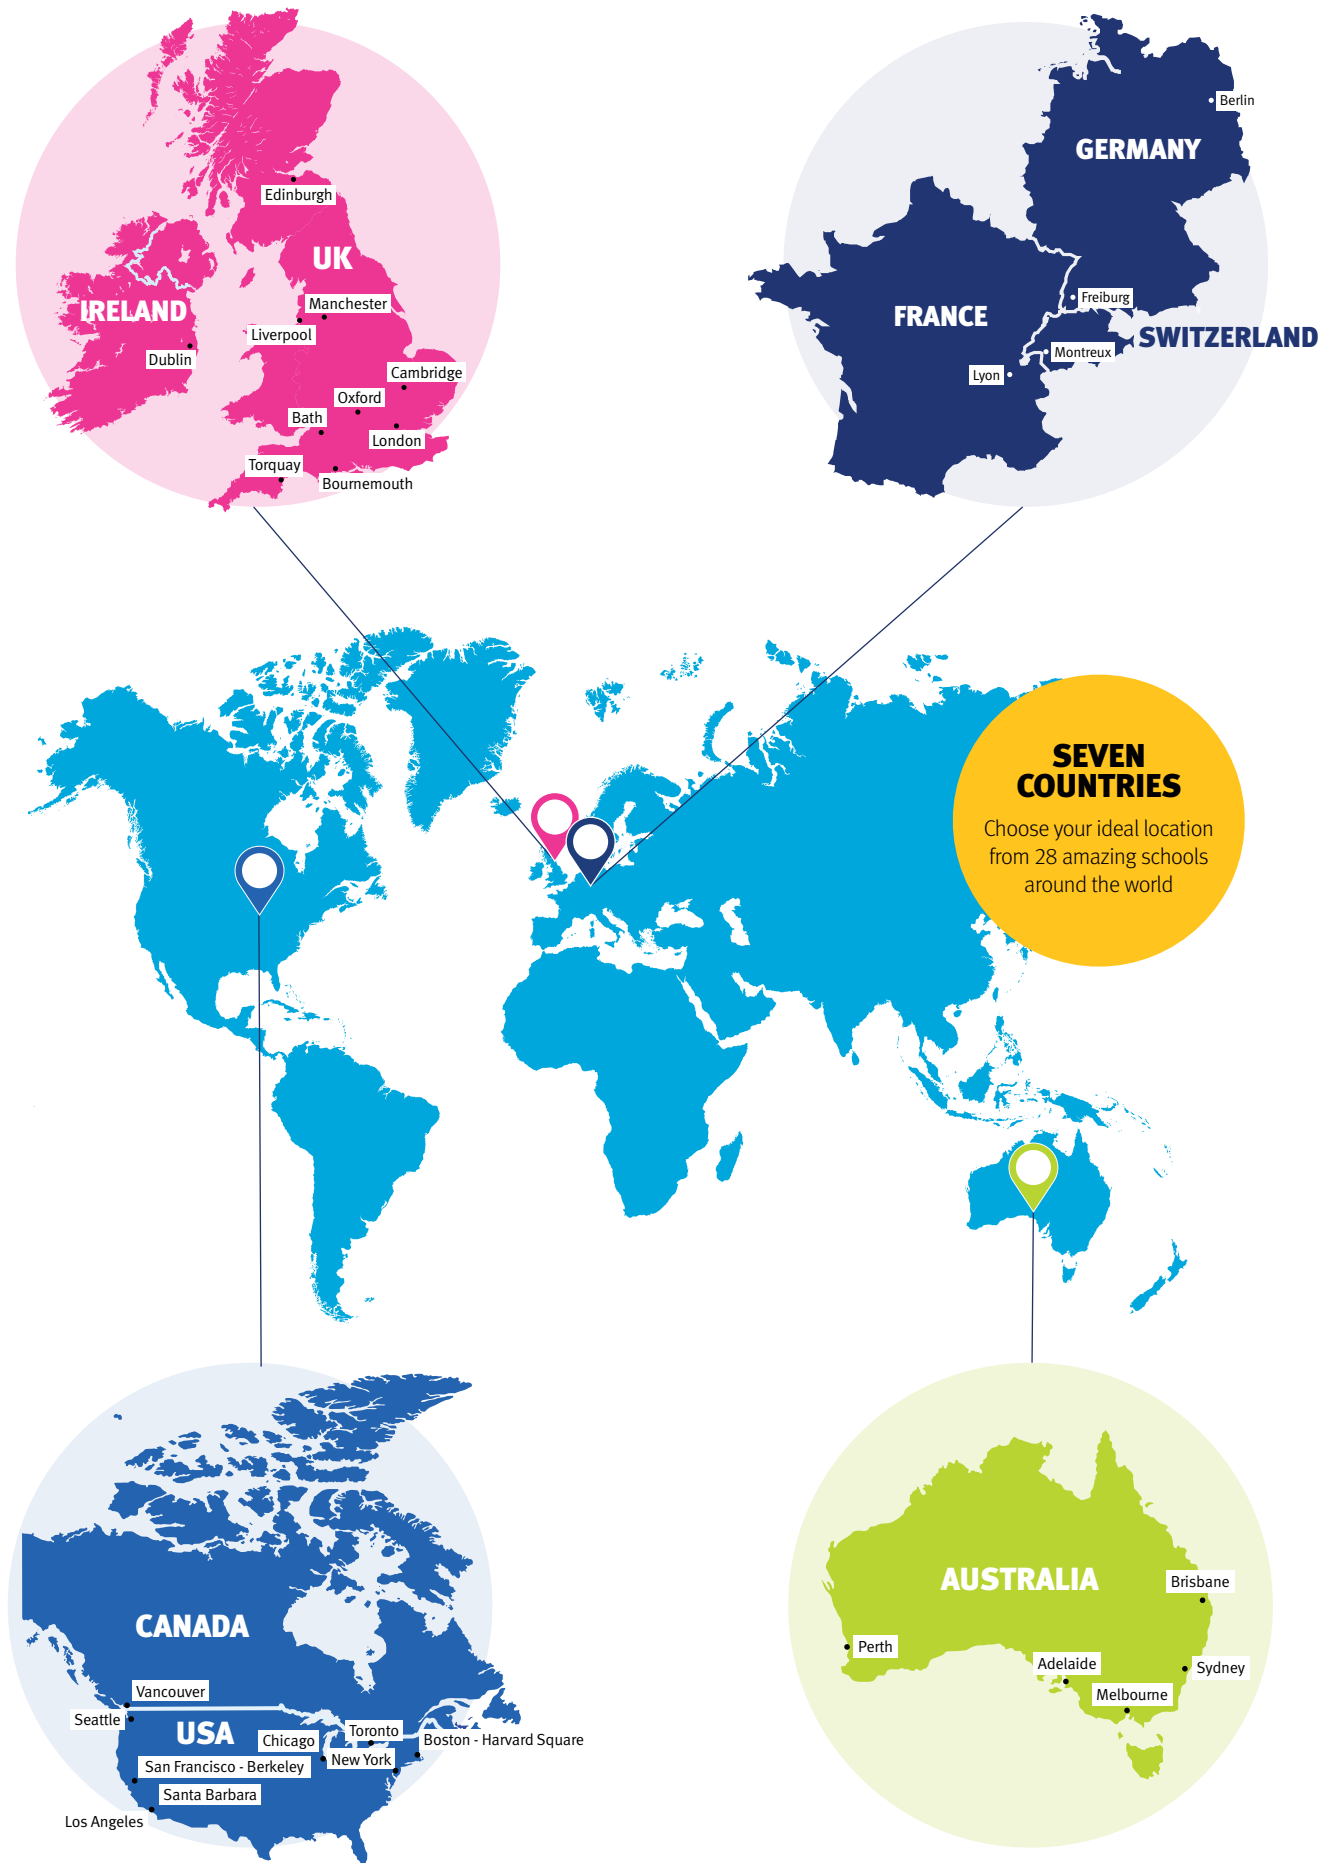 Edinburgh
UK
IRELAND
Manchester
Liverpool
Dublin
Cambridge
Oxford
Bath
London
Torquay
Bournemouth
Berlin
GERMANY
FRANCE
Freiburg
SWITZERLAND
Montreux
Lyon
SEVEN
COUNTRIES
Choose your ideal location
from 28 amazing schools
around the world
CANADA
Vancouver
Seattle
USA
Toronto
Chicago
Boston - Harvard Square
New York
San Francisco - Berkeley
Santa Barbara
Los Angeles
AUSTRALIA
Brisbane
Perth
Adelaide
Sydney
Melbourne